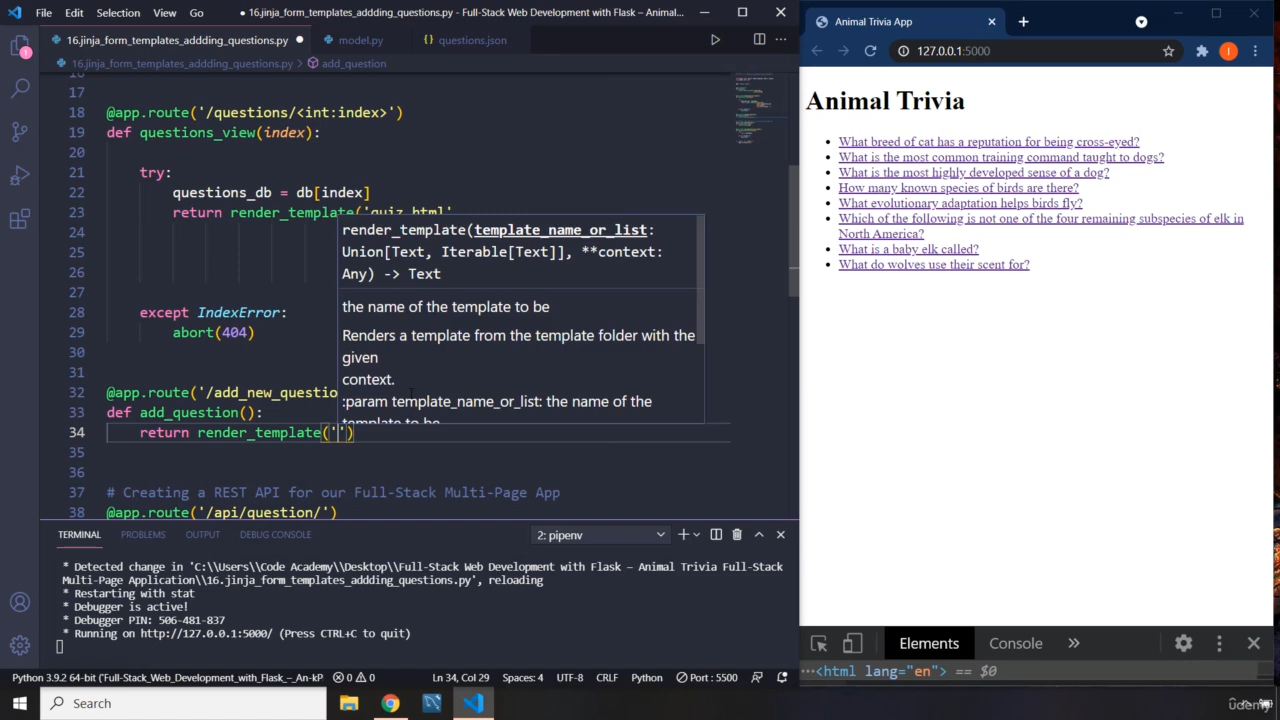 File Edit Selection View Go
● 16.jinja_form_templates_addding_questions.py - Full-Stack Web Development with Flask – Animal...
16.jinja_form_templates_addding_questions.py ●
model.py
{} questions.json
16.jinja_form_templates_addding_questions.py > add_question
17
18 @app.route('/questions/<int:index>')
19 def questions_view(index):
20
21 try:
22 questions_db = db[index]
23 return render_template('quiz.html',
24
25
26
27
28 except IndexError:
29 abort(404)
30
31
32 @app.route('/add_new_questio
33 def add_question():
34 return render_template('')
35
36
37 # Creating a REST API for our Full-Stack Multi-Page App
38 @app.route('/api/question/')
render_template(template_name_or_list:
Union[Text, Iterable[Text]], **context:
Any) -> Text
the name of the template to be
Renders a template from the template folder with the
given
context.
:param template_name_or_list: the name of the
template to be
TERMINAL PROBLEMS OUTPUT DEBUG CONSOLE
2: pipenv
* Detected change in 'C:\\Users\\Code Academy\\Desktop\\Full-Stack Web Development with Flask – Animal Trivia Full-Stack
Multi-Page Application\\16.jinja_form_templates_addding_questions.py', reloading
* Restarting with stat
* Debugger is active!
* Debugger PIN: 506-481-837
* Running on http://127.0.0.1:5000/ (Press CTRL+C to quit)
Ln 34, Col 29 Spaces: 4 UTF-8 CRLF Python Port : 5500
Python 3.9.2 64-bit
0 0
Animal Trivia App
127.0.0.1:5000
I
Animal Trivia
What breed of cat has a reputation for being cross-eyed?
What is the most common training command taught to dogs?
What is the most highly developed sense of a dog?
How many known species of birds are there?
What evolutionary adaptation helps birds fly?
Which of the following is not one of the four remaining subspecies of elk in
North America?
What is a baby elk called?
What do wolves use their scent for?
Elements Console »
···<html lang="en"> == $0
Search
udemy